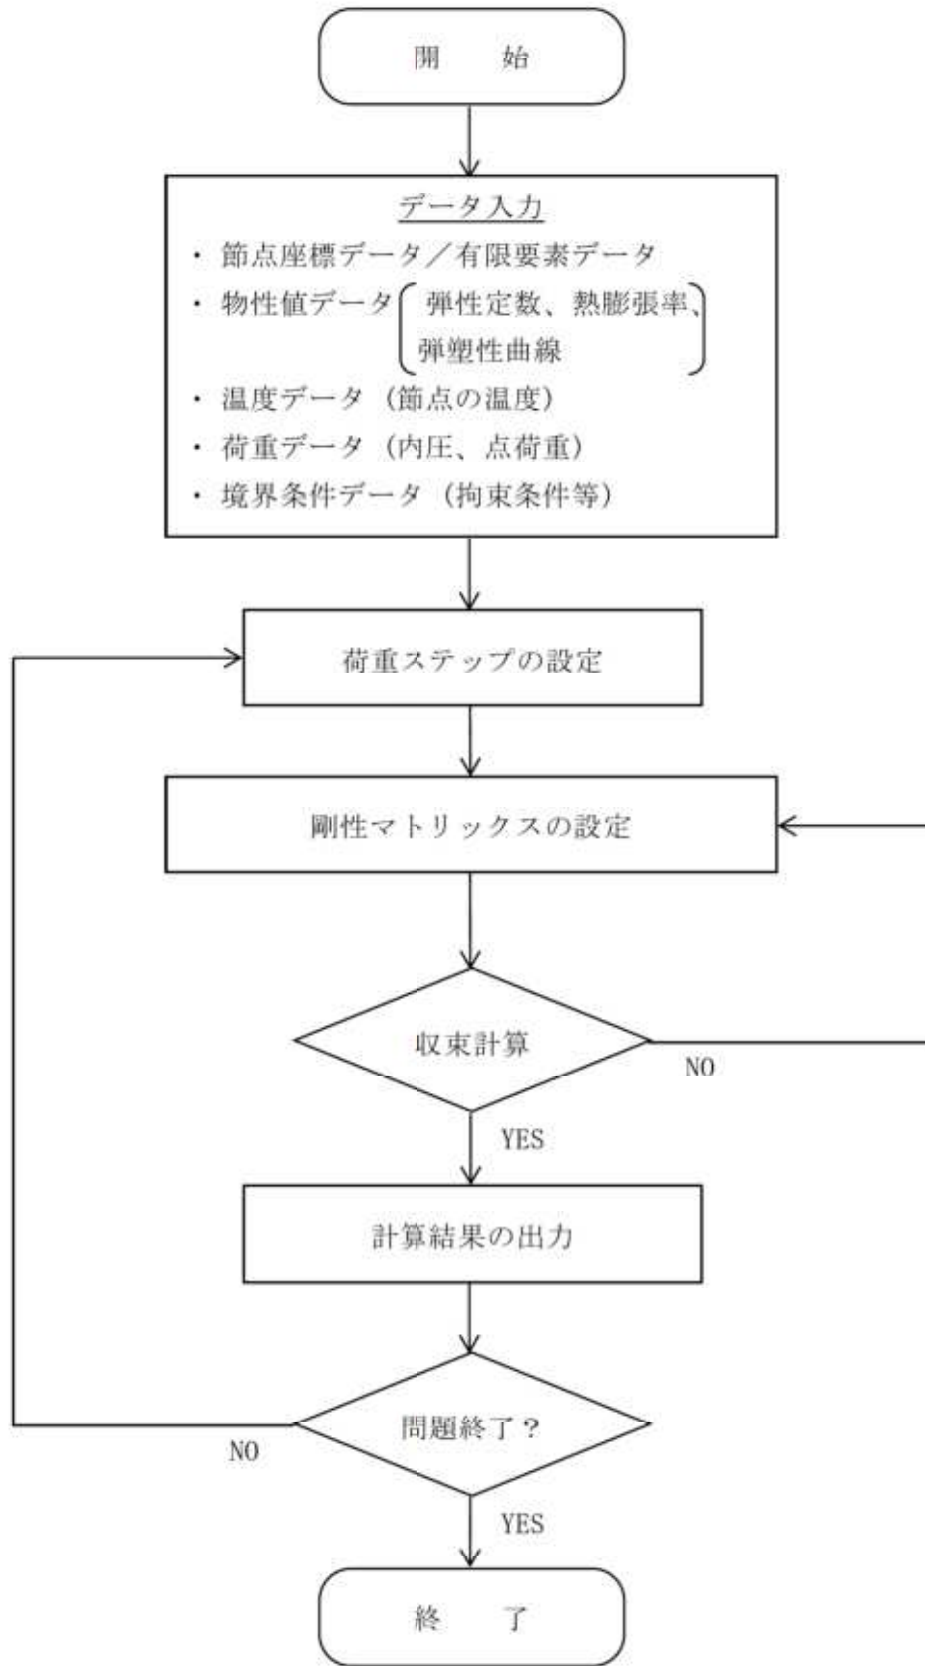 開　　始
データ入力
・ 節点座標データ／有限要素データ
・ 物性値データ（弾性定数、熱膨張率、
弾塑性曲線）
・ 温度データ（節点の温度）
・ 荷重データ（内圧、点荷重）
・ 境界条件データ（拘束条件等）
荷重ステップの設定
剛性マトリックスの設定
収束計算
NO
YES
計算結果の出力
問題終了？
NO
YES
終　　了